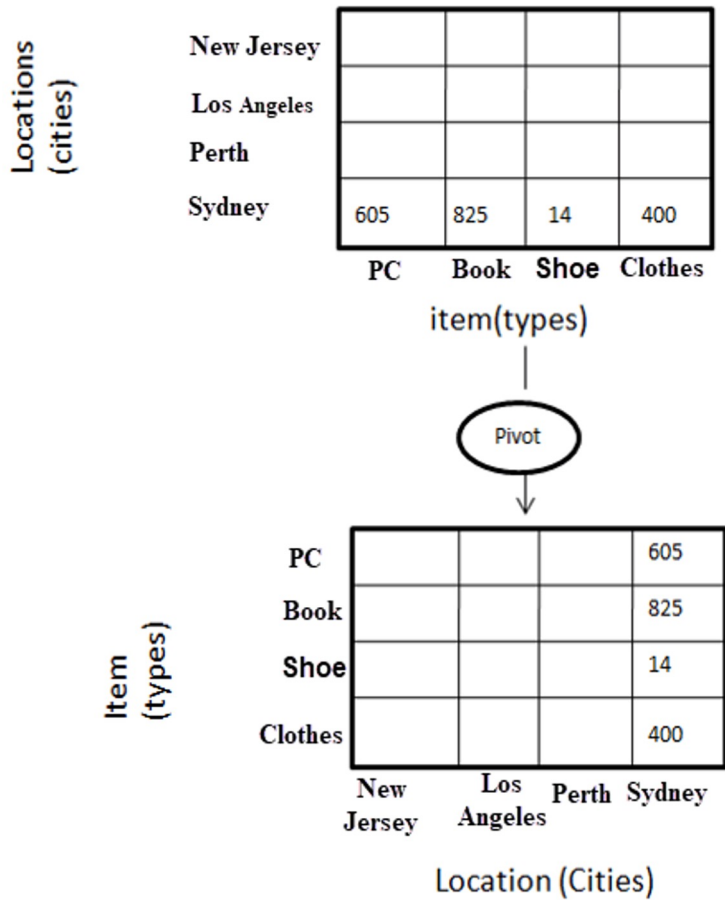 Locations
(cities)
New Jersey
Los Angeles
Perth
Sydney
605 825 14 400
PC Book Shoe Clothes
item(types)
Pivot
Item
(types)
PC 605
Book 825
Shoe 14
Clothes 400
New
Jersey
Los
Angeles
Perth
Sydney
Location (Cities)